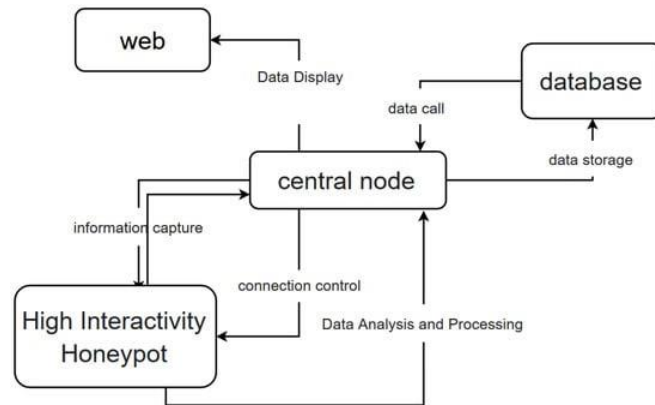 web
Data Display
database
data call
data storage
central node
information capture
connection control
High Interactivity
Honeypot
Data Analysis and Processing